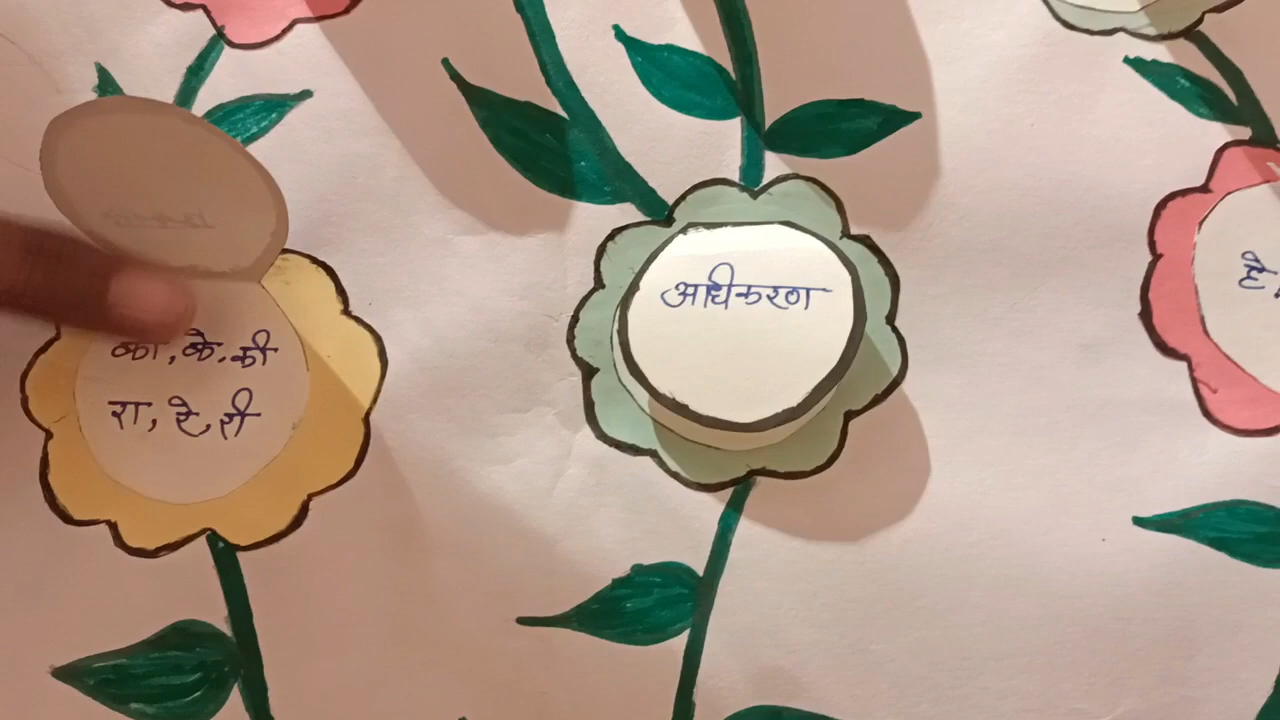 का, के, की
रा, रे, री
अधिकरण
हे,